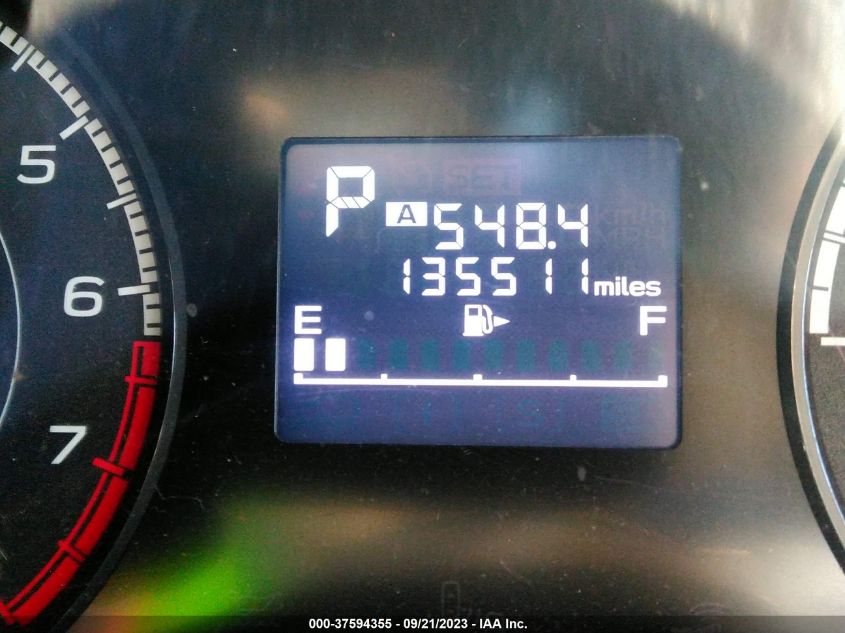 5
6
7
P
A 548.4
135511 miles
E F
000-37594355 - 09/21/2023 - IAA Inc.